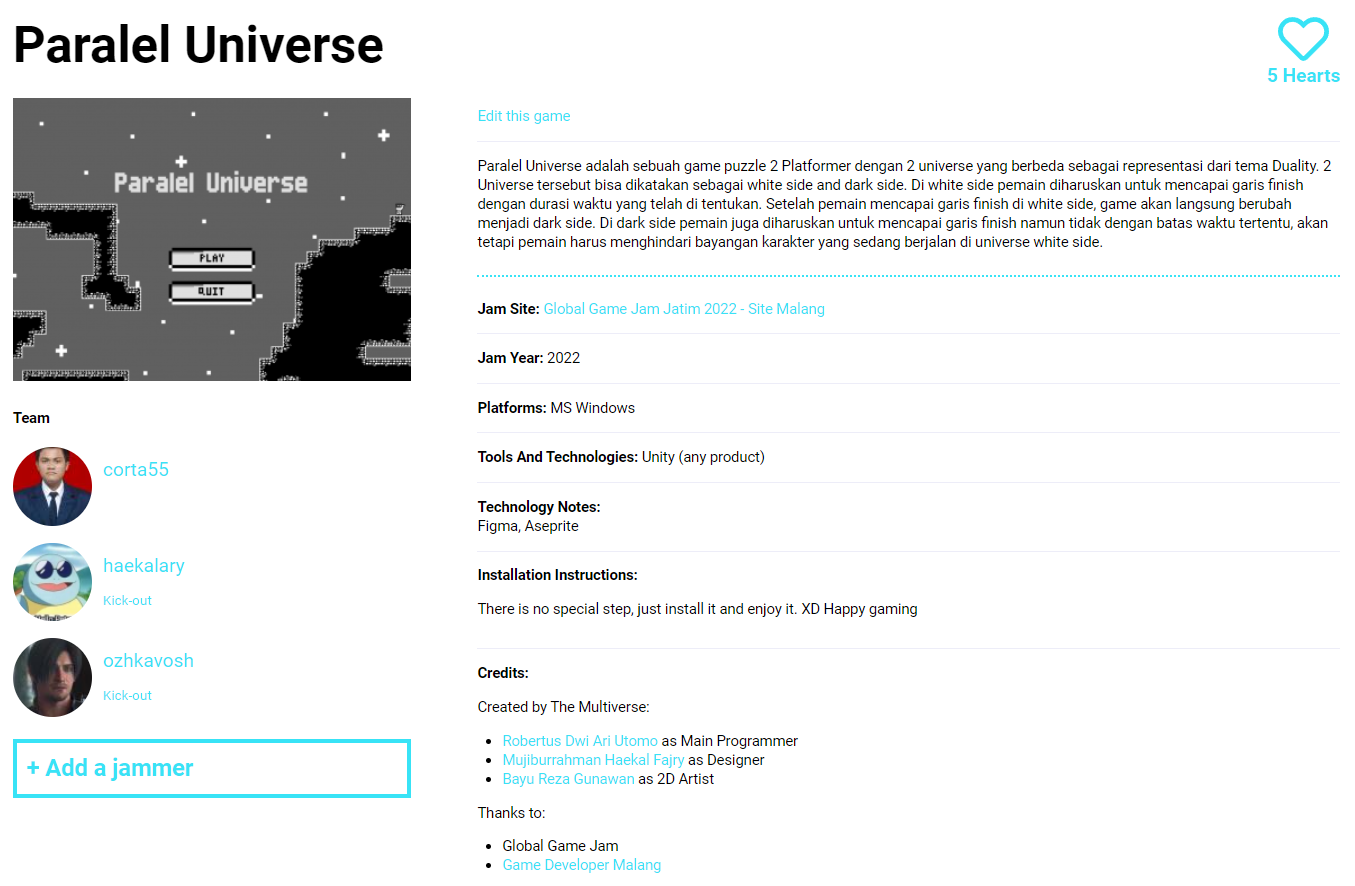 Paralel Universe
5 Hearts
Paralel Universe
PLAY
QUIT
Team
corta55
haekalary
Kick-out
ozhkavosh
Kick-out
+ Add a jammer
Edit this game
Paralel Universe adalah sebuah game puzzle 2 Platformer dengan 2 universe yang berbeda sebagai representasi dari tema Duality. 2
Universe tersebut bisa dikatakan sebagai white side and dark side. Di white side pemain diharuskan untuk mencapai garis finish
dengan durasi waktu yang telah di tentukan. Setelah pemain mencapai garis finish di white side, game akan langsung berubah
menjadi dark side. Di dark side pemain juga diharuskan untuk mencapai garis finish namun tidak dengan batas waktu tertentu, akan
tetapi pemain harus menghindari bayangan karakter yang sedang berjalan di universe white side.
Jam Site: Global Game Jam Jatim 2022 - Site Malang
Jam Year: 2022
Platforms: MS Windows
Tools And Technologies: Unity (any product)
Technology Notes:
Figma, Aseprite
Installation Instructions:
There is no special step, just install it and enjoy it. XD Happy gaming
Credits:
Created by The Multiverse:
Robertus Dwi Ari Utomo as Main Programmer
Mujiburrahman Haekal Fajry as Designer
Bayu Reza Gunawan as 2D Artist
Thanks to:
Global Game Jam
Game Developer Malang